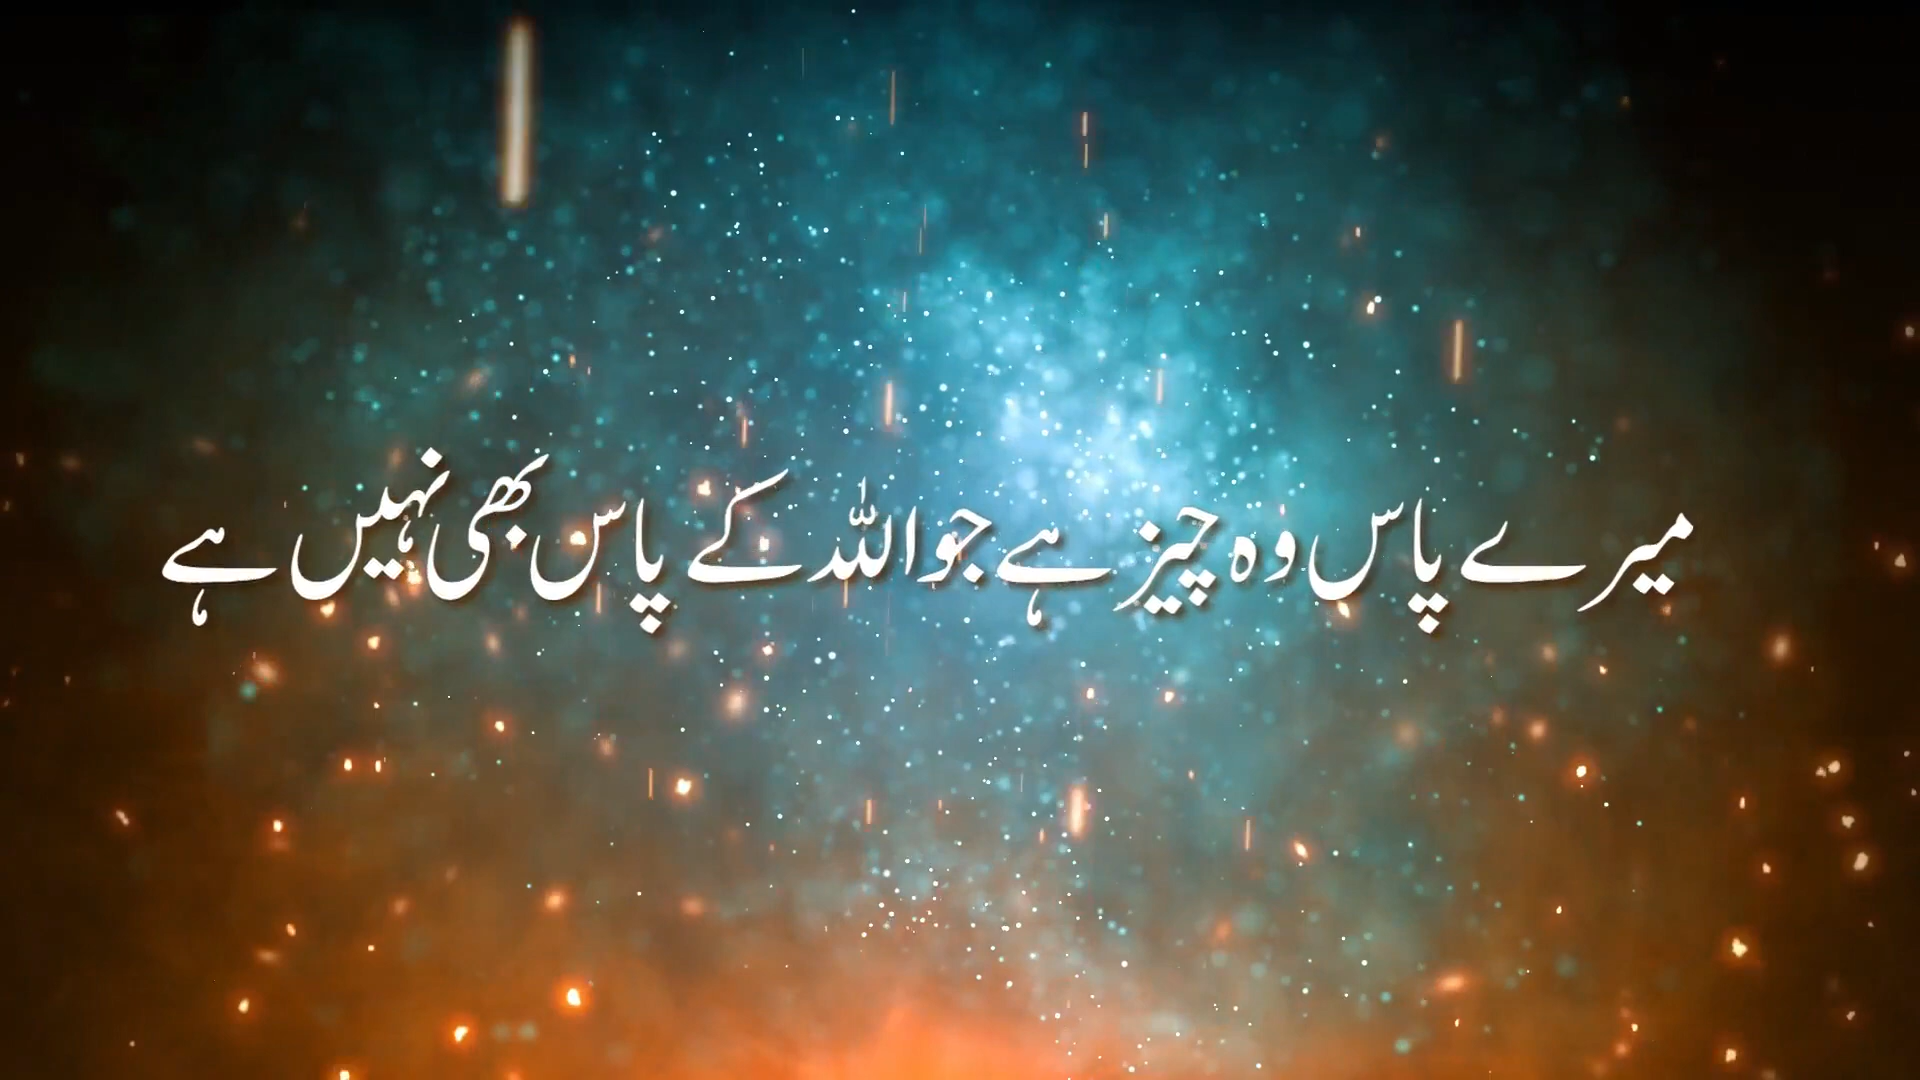 میرے پاس وہ چیز ہے جو اللہ کے پاس بھی نہیں ہے